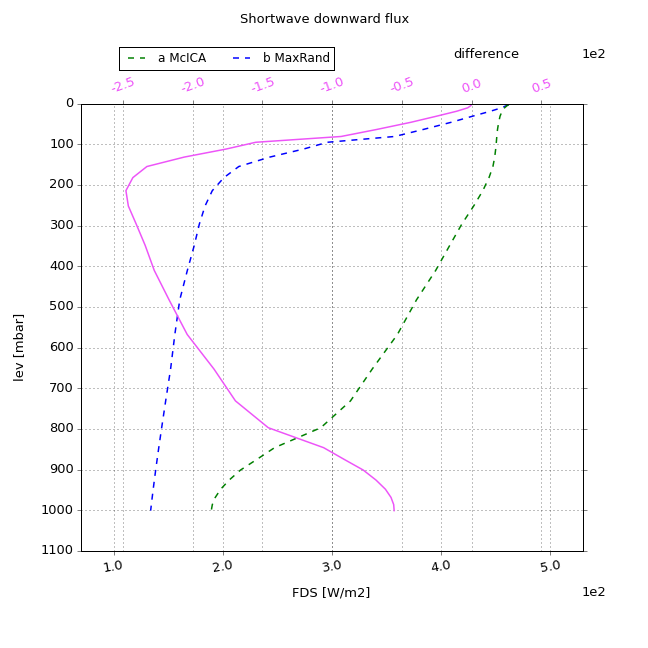 Shortwave downward flux
a McICA b MaxRand difference 1e2
-2.5 -2.0 -1.5 -1.0 -0.5 0.0 0.5
0
100
200
300
400
500
600
700
800
900
1000
1100
lev [mbar]
1.0 2.0 3.0 4.0 5.0
FDS [W/m2] 1e2